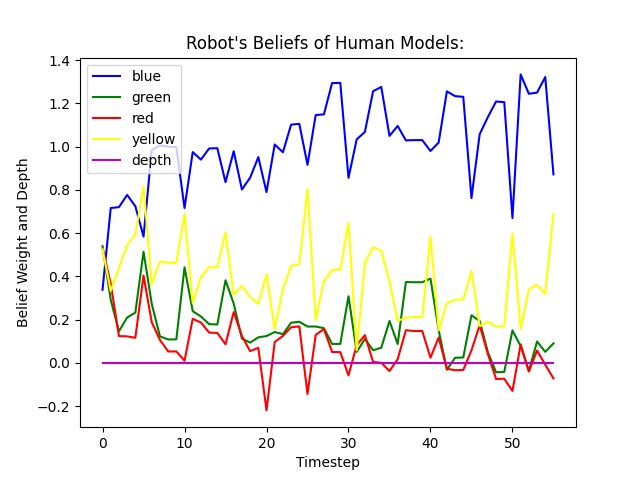 Robot's Beliefs of Human Models:
blue
green
red
yellow
depth
1.4
1.2
1.0
0.8
0.6
0.4
0.2
0.0
−0.2
Belief Weight and Depth
0 10 20 30 40 50
Timestep